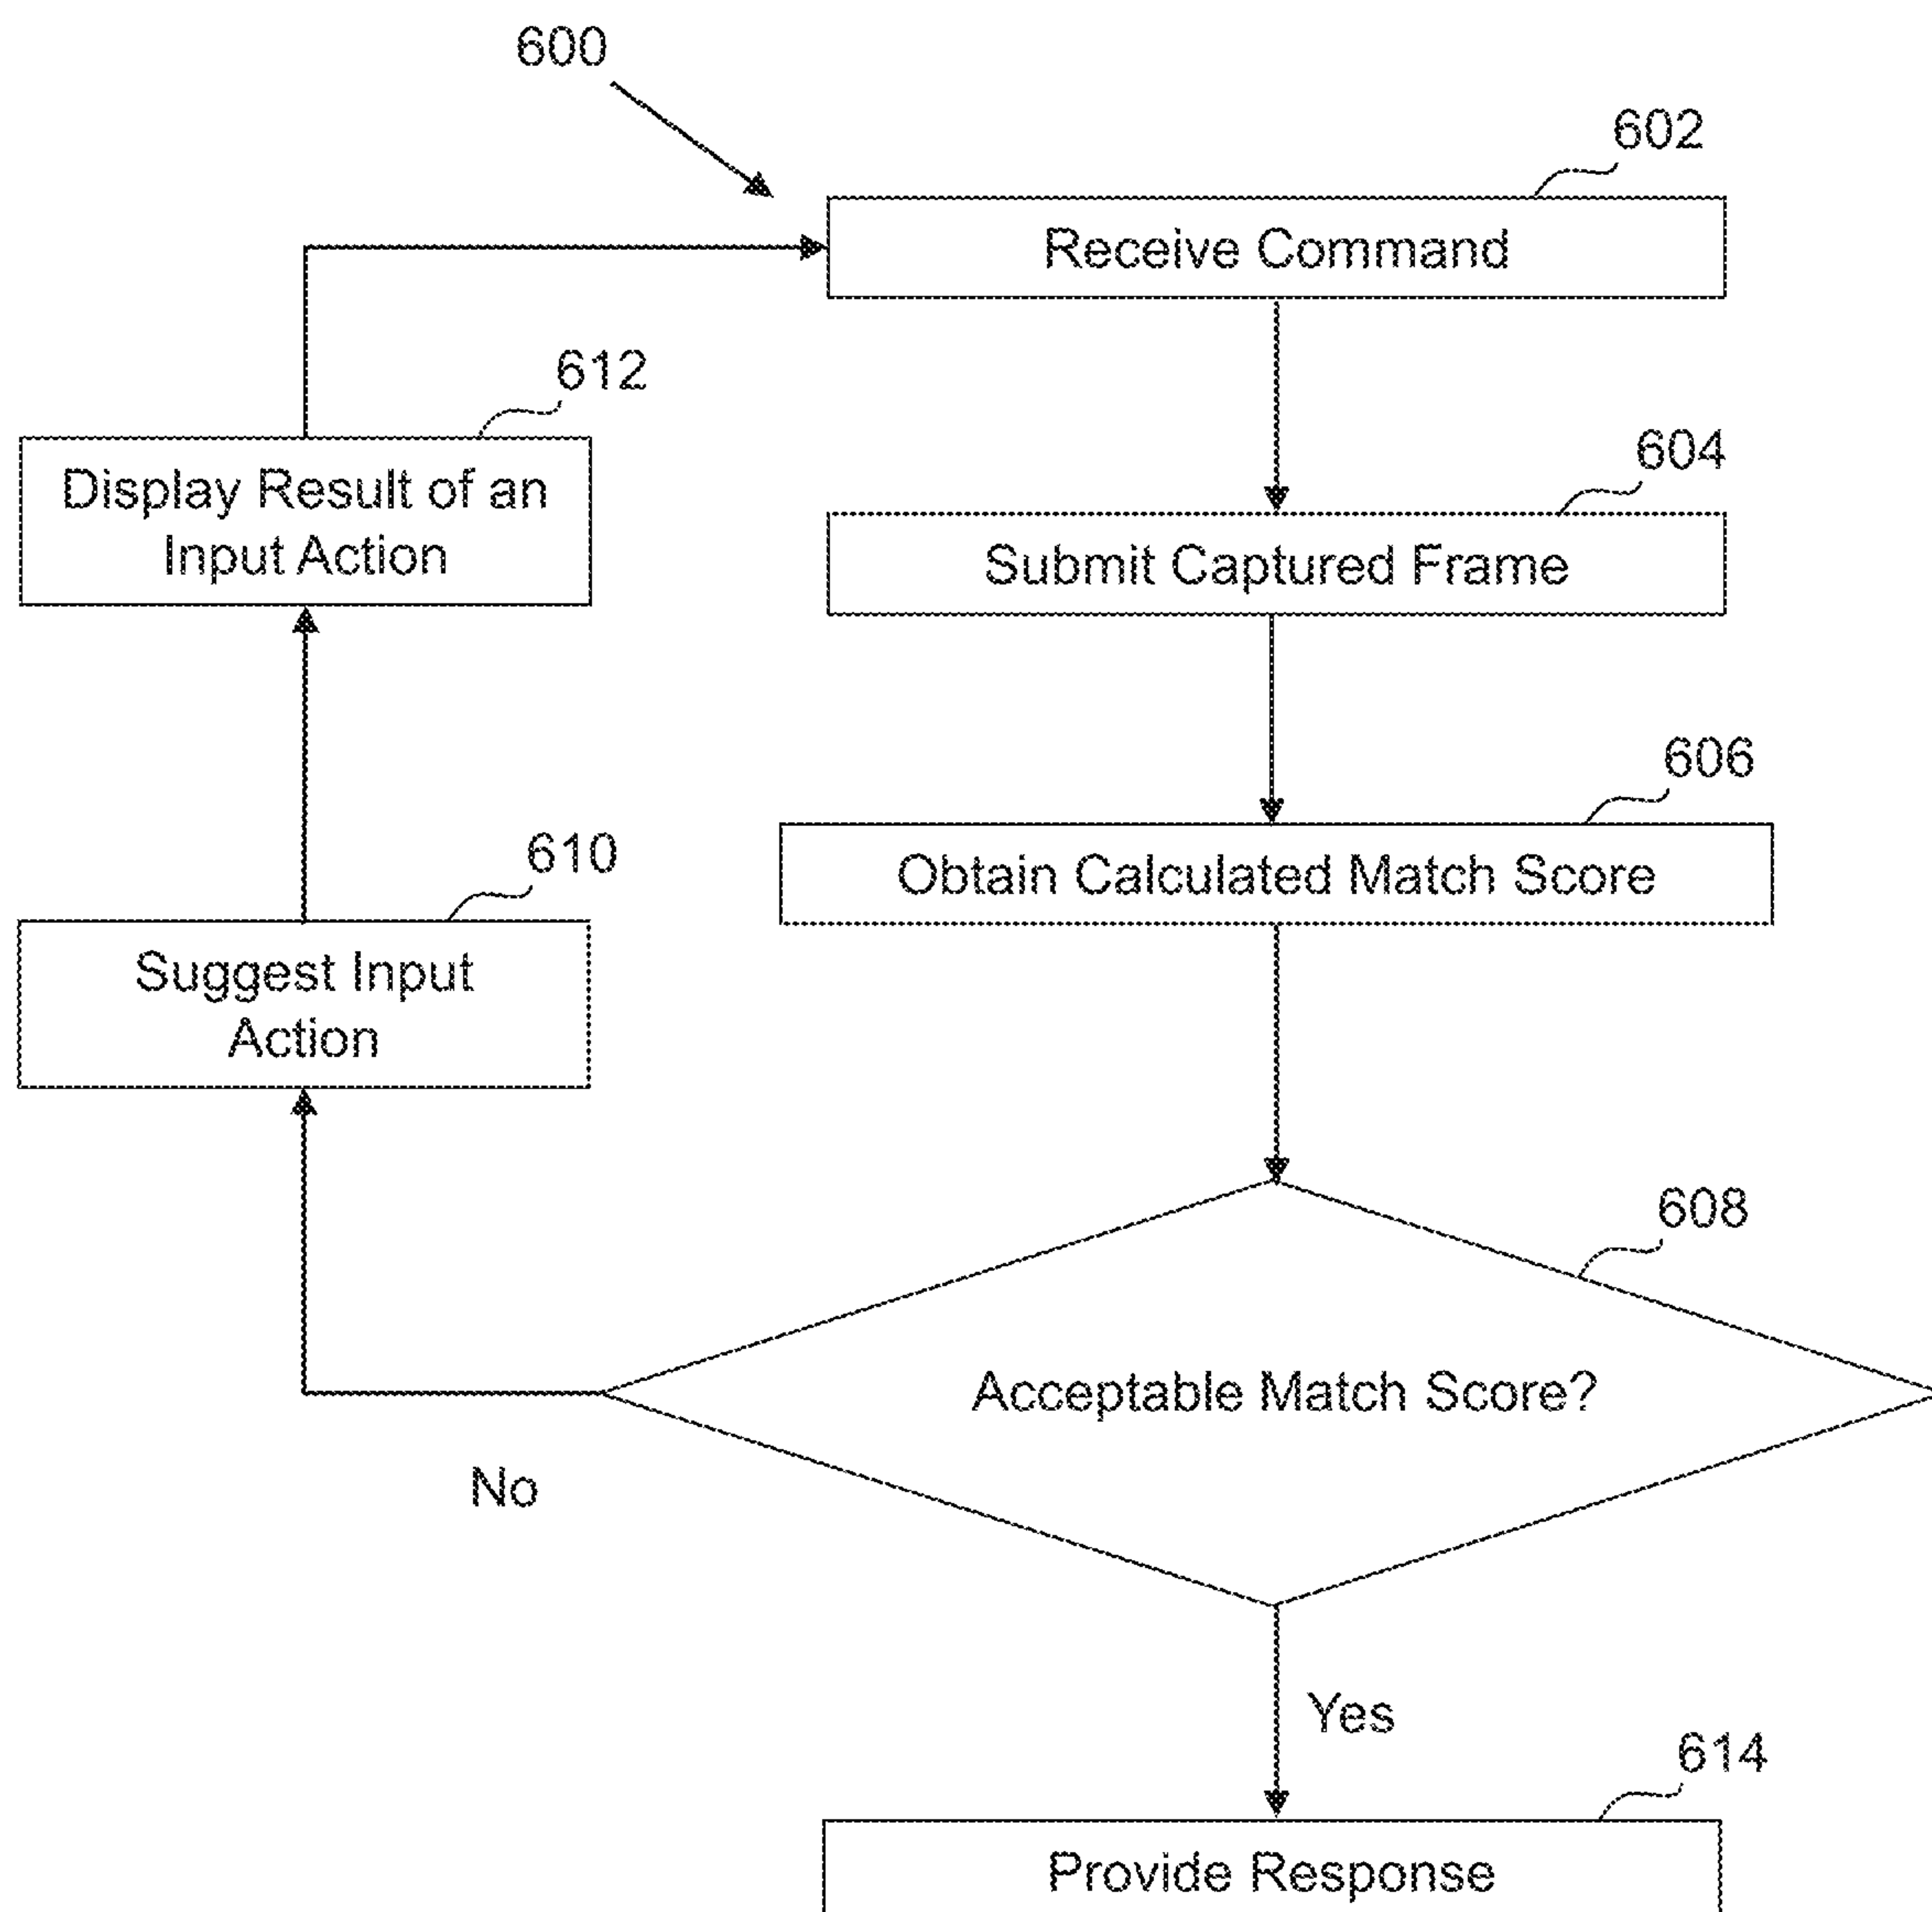 600
602
Receive Command
612
Display Result of an
Input Action
604
Submit Captured Frame
606
Obtain Calculated Match Score
610
Suggest Input
Action
608
Acceptable Match Score?
No
Yes
614
Provide Response